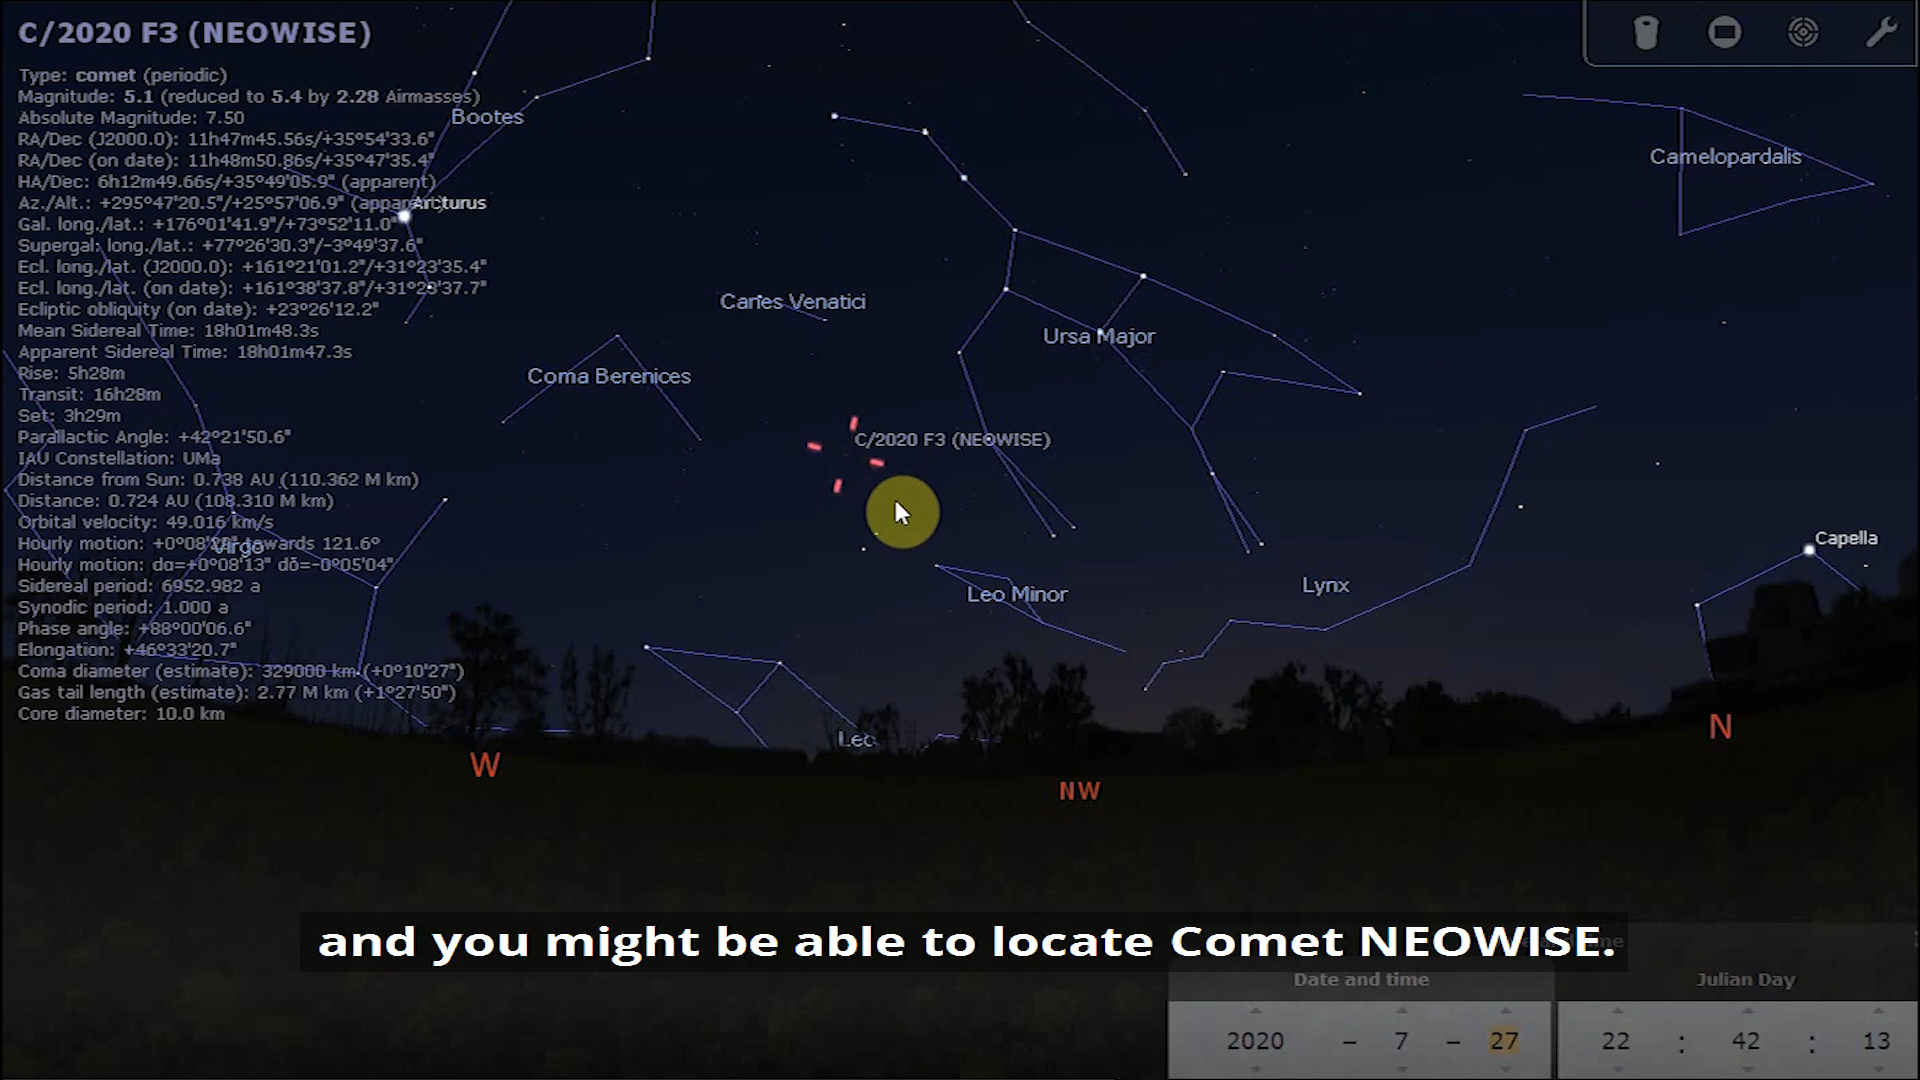 C/2020 F3 (NEOWISE)
Type: comet (periodic)
Magnitude: 5.1 (reduced to 5.4 by 2.28 Airmasses)
Absolute Magnitude: 7.50
RA/Dec (J2000.0): 11h47m45.56s/+35°54'33.6"
RA/Dec (on date): 11h48m50.86s/+35°47'35.4"
HA/Dec: 6h12m49.66s/+35°49'05.9" (apparent)
Az./Alt.: +295°47'20.5"/+25°57'06.9" (apparent)
Gal. long./lat.: +176°01'41.9"/+73°52'11.0"
Supergal. long./lat.: +77°26'30.3"/-3°49'37.6"
Ecl. long./lat. (J2000.0): +161°21'01.2"/+31°23'35.4"
Ecl. long./lat. (on date): +161°38'37.8"/+31°23'37.7"
Ecliptic obliquity (on date): +23°26'12.2"
Mean Sidereal Time: 18h01m48.3s
Apparent Sidereal Time: 18h01m47.3s
Rise: 5h28m
Transit: 16h28m
Set: 3h29m
Parallactic Angle: +42°21'50.6"
IAU Constellation: UMa
Distance from Sun: 0.738 AU (110.362 M km)
Distance: 0.724 AU (108.310 M km)
Orbital velocity: 49.016 km/s
Hourly motion: towards 121.6°
Hourly motion: dα=+0°08'13" dδ=-0°05'04"
Sidereal period: 6952.982 a
Synodic period: 1.000 a
Phase angle: +88°00'06.6"
Elongation: +46°33'20.7"
Coma diameter (estimate): 329000 km (+0°10'27")
Gas tail length (estimate): 2.77 M km (+1°27'50")
Core diameter: 10.0 km
Bootes
Arcturus
Camelopardalis
Canes Venatici
Ursa Major
Coma Berenices
C/2020 F3 (NEOWISE)
Virgo
Capella
Lynx
Leo Minor
Leo
W
NW
N
and you might be able to locate Comet NEOWISE.
Date and time
Julian Day
2020 - 7 - 27
22 : 42 : 13